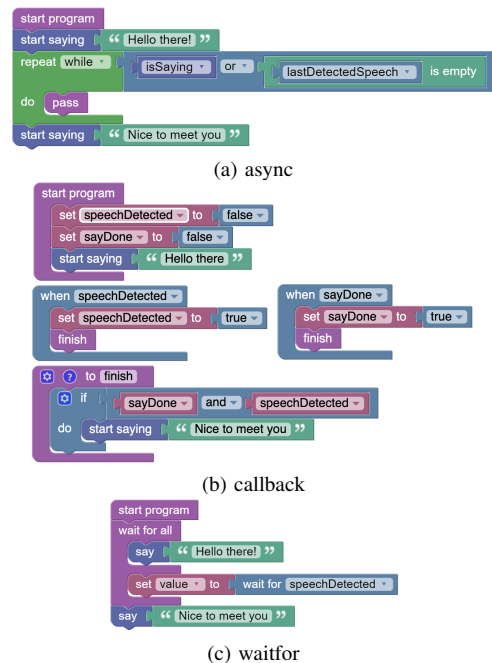 start program
start saying “ Hello there! ”
repeat while isSaying or lastDetectedSpeech is empty
do pass
start saying “ Nice to meet you ”
(a) async
start program
set speechDetected to false
set sayDone to false
start saying “ Hello there ”
when speechDetected
set speechDetected to true
finish
when sayDone
set sayDone to true
finish
? to finish
if sayDone and speechDetected
do start saying “ Nice to meet you ”
(b) callback
start program
wait for all
say “ Hello there! ”
set value to wait for speechDetected
say “ Nice to meet you ”
(c) waitfor